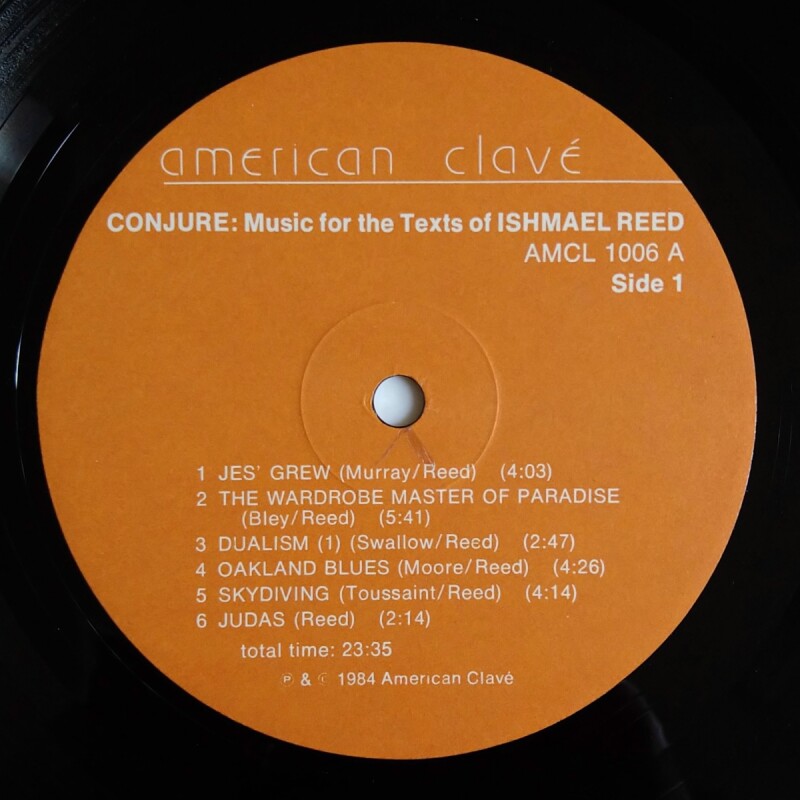 american clavé
CONJURE: Music for the Texts of ISHMAEL REED
AMCL 1006 A
Side 1
1 JES' GREW (Murray/Reed) (4:03)
2 THE WARDROBE MASTER OF PARADISE
(Bley/Reed) (5:41)
3 DUALISM (1) (Swallow/Reed) (2:47)
4 OAKLAND BLUES (Moore/Reed) (4:26)
5 SKYDIVING (Toussaint/Reed) (4:14)
6 JUDAS (Reed) (2:14)
total time: 23:35
℗ & © 1984 American Clavé